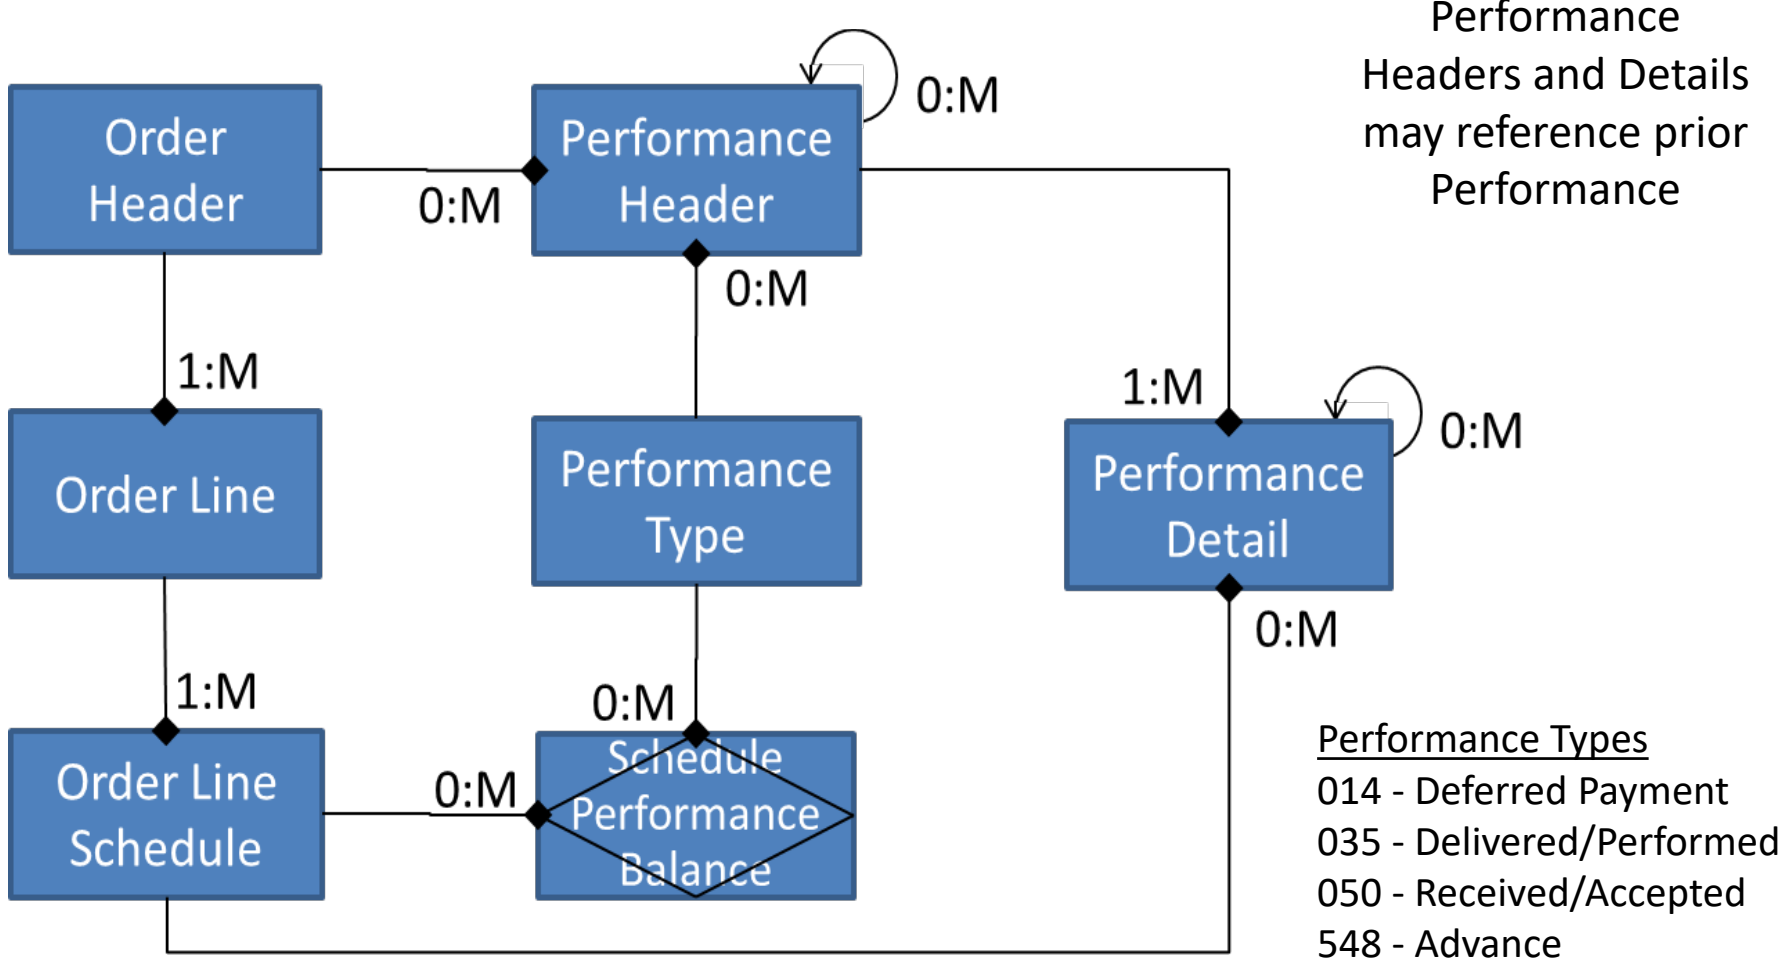 Performance
Headers and Details
may reference prior
Performance
0:M
Order
Header
Performance
Header
0:M
0:M
1:M
1:M
0:M
Order Line
Performance
Type
Performance
Detail
0:M
1:M
0:M
Order Line
Schedule
0:M
Schedule
Performance
Balance
Performance Types
014 - Deferred Payment
035 - Delivered/Performed
050 - Received/Accepted
548 - Advance